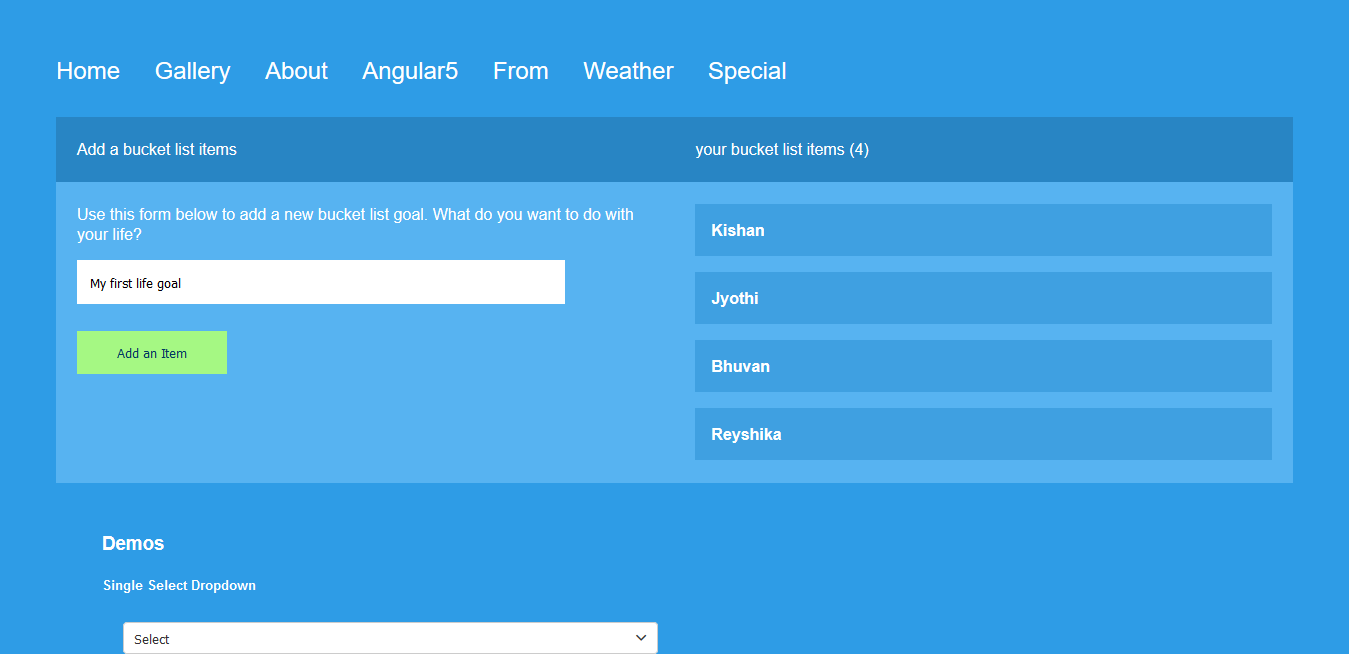 Home Gallery About Angular5 From Weather Special
Add a bucket list items
your bucket list items (4)
Use this form below to add a new bucket list goal. What do you want to do with
your life?
My first life goal
Add an Item
Kishan
Jyothi
Bhuvan
Reyshika
Demos
Single Select Dropdown
Select